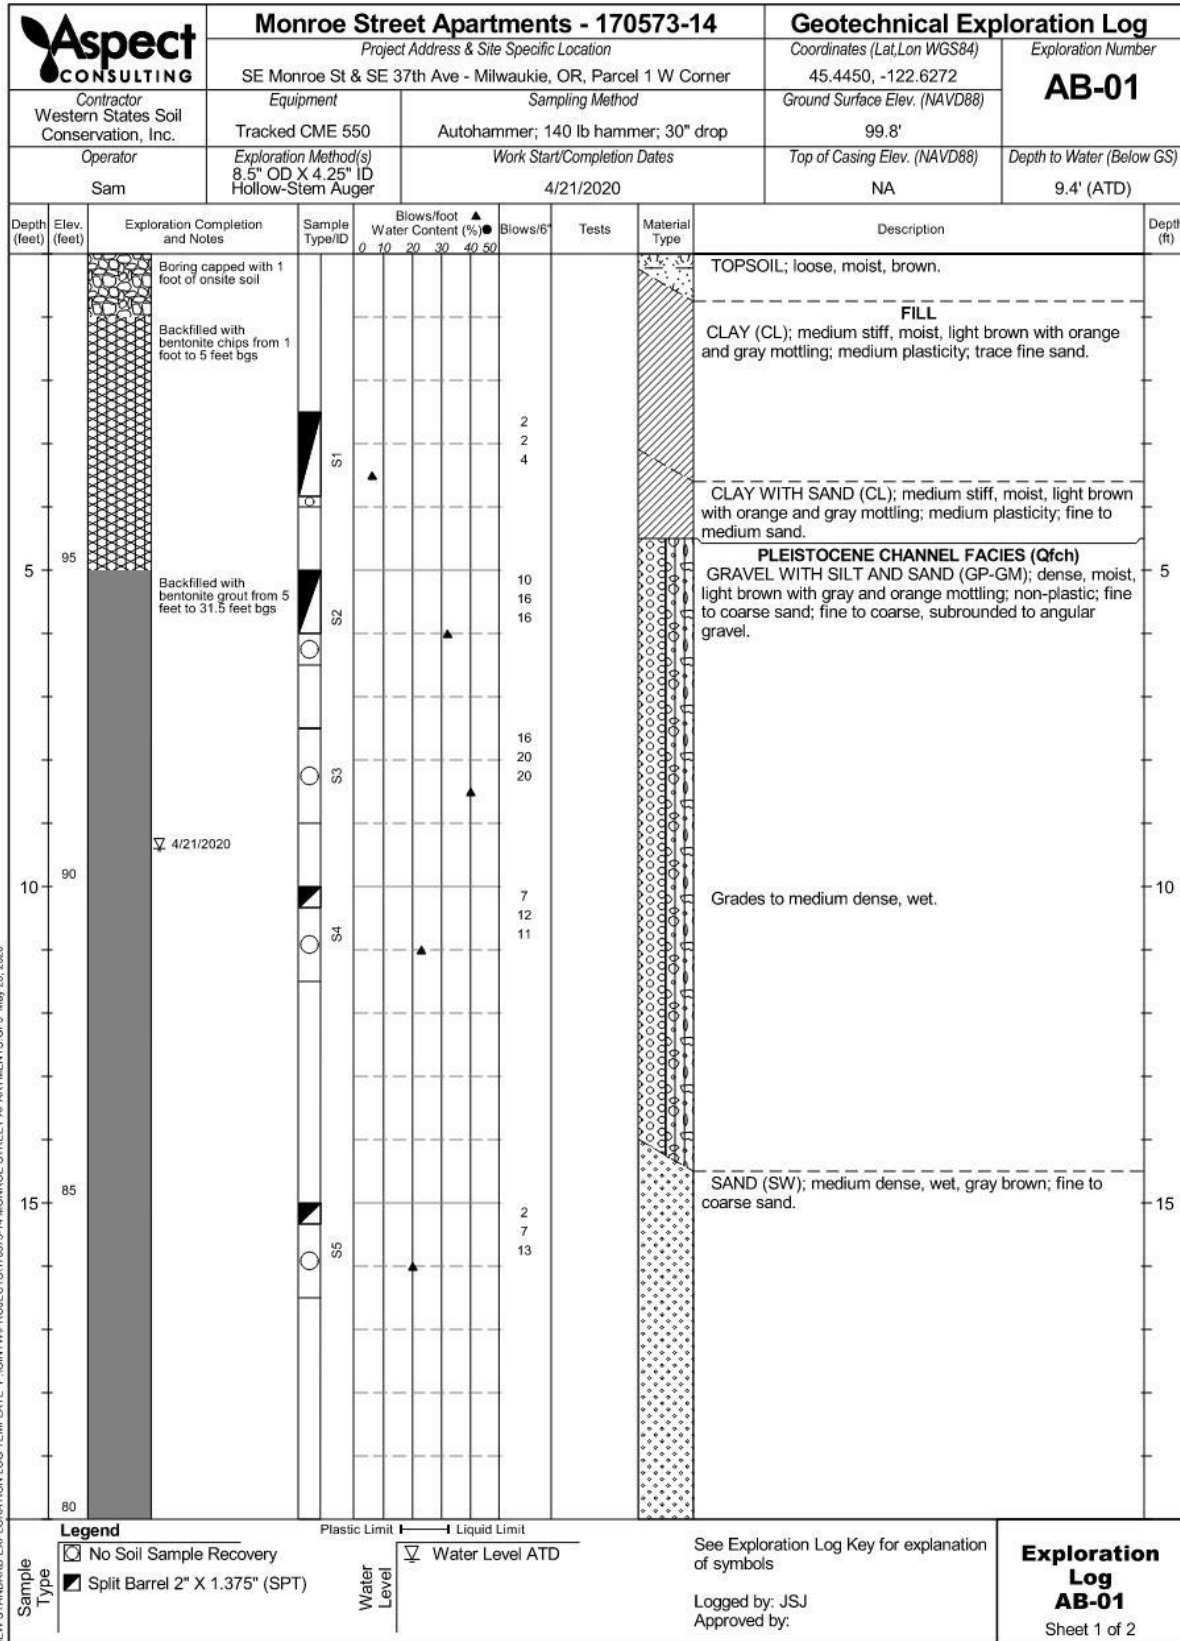 Aspect
CONSULTING
Monroe Street Apartments - 170573-14
Geotechnical Exploration Log
Project Address & Site Specific Location
SE Monroe St & SE 37th Ave - Milwaukie, OR, Parcel 1 W Corner
Coordinates (Lat,Lon WGS84)
45.4450, -122.6272
Exploration Number
AB-01
Contractor
Western States Soil
Conservation, Inc.
Equipment
Tracked CME 550
Sampling Method
Autohammer; 140 lb hammer; 30" drop
Ground Surface Elev. (NAVD88)
99.8'
Operator
Sam
Exploration Method(s)
8.5" OD X 4.25" ID
Hollow-Stem Auger
Work Start/Completion Dates
4/21/2020
Top of Casing Elev. (NAVD88)
NA
Depth to Water (Below GS)
9.4' (ATD)
Depth
(feet)
Elev.
(feet)
Exploration Completion
and Notes
Sample
Type/ID
Blows/foot
Water Content (%)
0 10 20 30 40 50
Blows/6"
Tests
Material
Type
Description
Depth
(ft)
Boring capped with 1
foot of onsite soil
TOPSOIL; loose, moist, brown.
Backfilled with
bentonite chips from 1
foot to 5 feet bgs
FILL
CLAY (CL); medium stiff, moist, light brown with orange
and gray mottling; medium plasticity; trace fine sand.
S1
2
2
4
CLAY WITH SAND (CL); medium stiff, moist, light brown
with orange and gray mottling; medium plasticity; fine to
medium sand.
5
95
Backfilled with
bentonite grout from 5
feet to 31.5 feet bgs
S2
10
16
16
PLEISTOCENE CHANNEL FACIES (Qfch)
GRAVEL WITH SILT AND SAND (GP-GM); dense, moist,
light brown with gray and orange mottling; non-plastic; fine
to coarse sand; fine to coarse, subrounded to angular
gravel.
5
S3
16
20
20
4/21/2020
10
90
S4
7
12
11
Grades to medium dense, wet.
10
15
85
S5
2
7
13
SAND (SW); medium dense, wet, gray brown; fine to
coarse sand.
15
80
Legend
Sample
Type
No Soil Sample Recovery
Split Barrel 2" X 1.375" (SPT)
Plastic Limit
Liquid Limit
Water
Level
Water Level ATD
See Exploration Log Key for explanation
of symbols
Logged by: JSJ
Approved by:
Exploration
Log
AB-01
Sheet 1 of 2